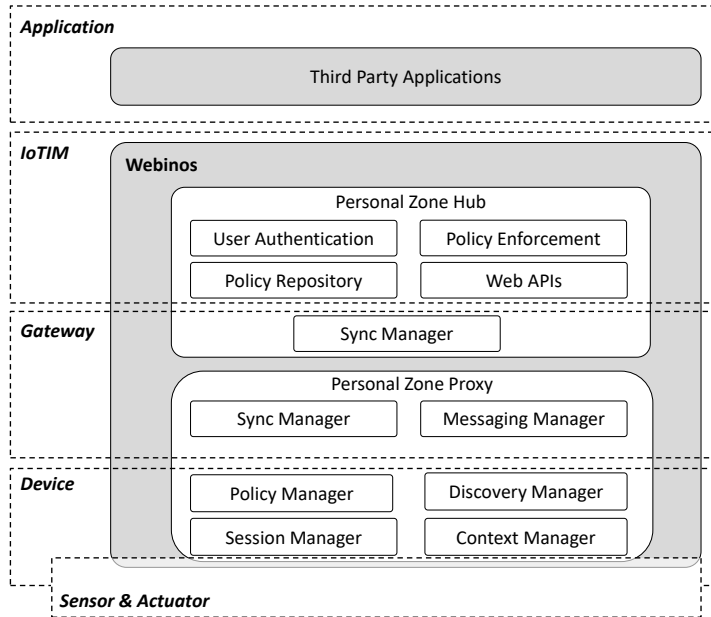 Application
Third Party Applications
IoTIM
Webinos
Personal Zone Hub
User Authentication
Policy Enforcement
Policy Repository
Web APIs
Gateway
Sync Manager
Personal Zone Proxy
Sync Manager
Messaging Manager
Device
Policy Manager
Discovery Manager
Session Manager
Context Manager
Sensor & Actuator